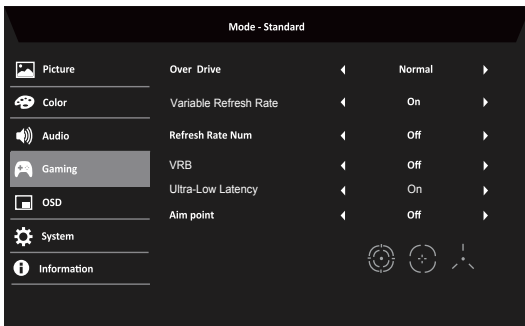 Mode - Standard
Picture
Color
Audio
Gaming
OSD
System
Information
Over Drive Normal
Variable Refresh Rate On
Refresh Rate Num Off
VRB Off
Ultra-Low Latency On
Aim point Off